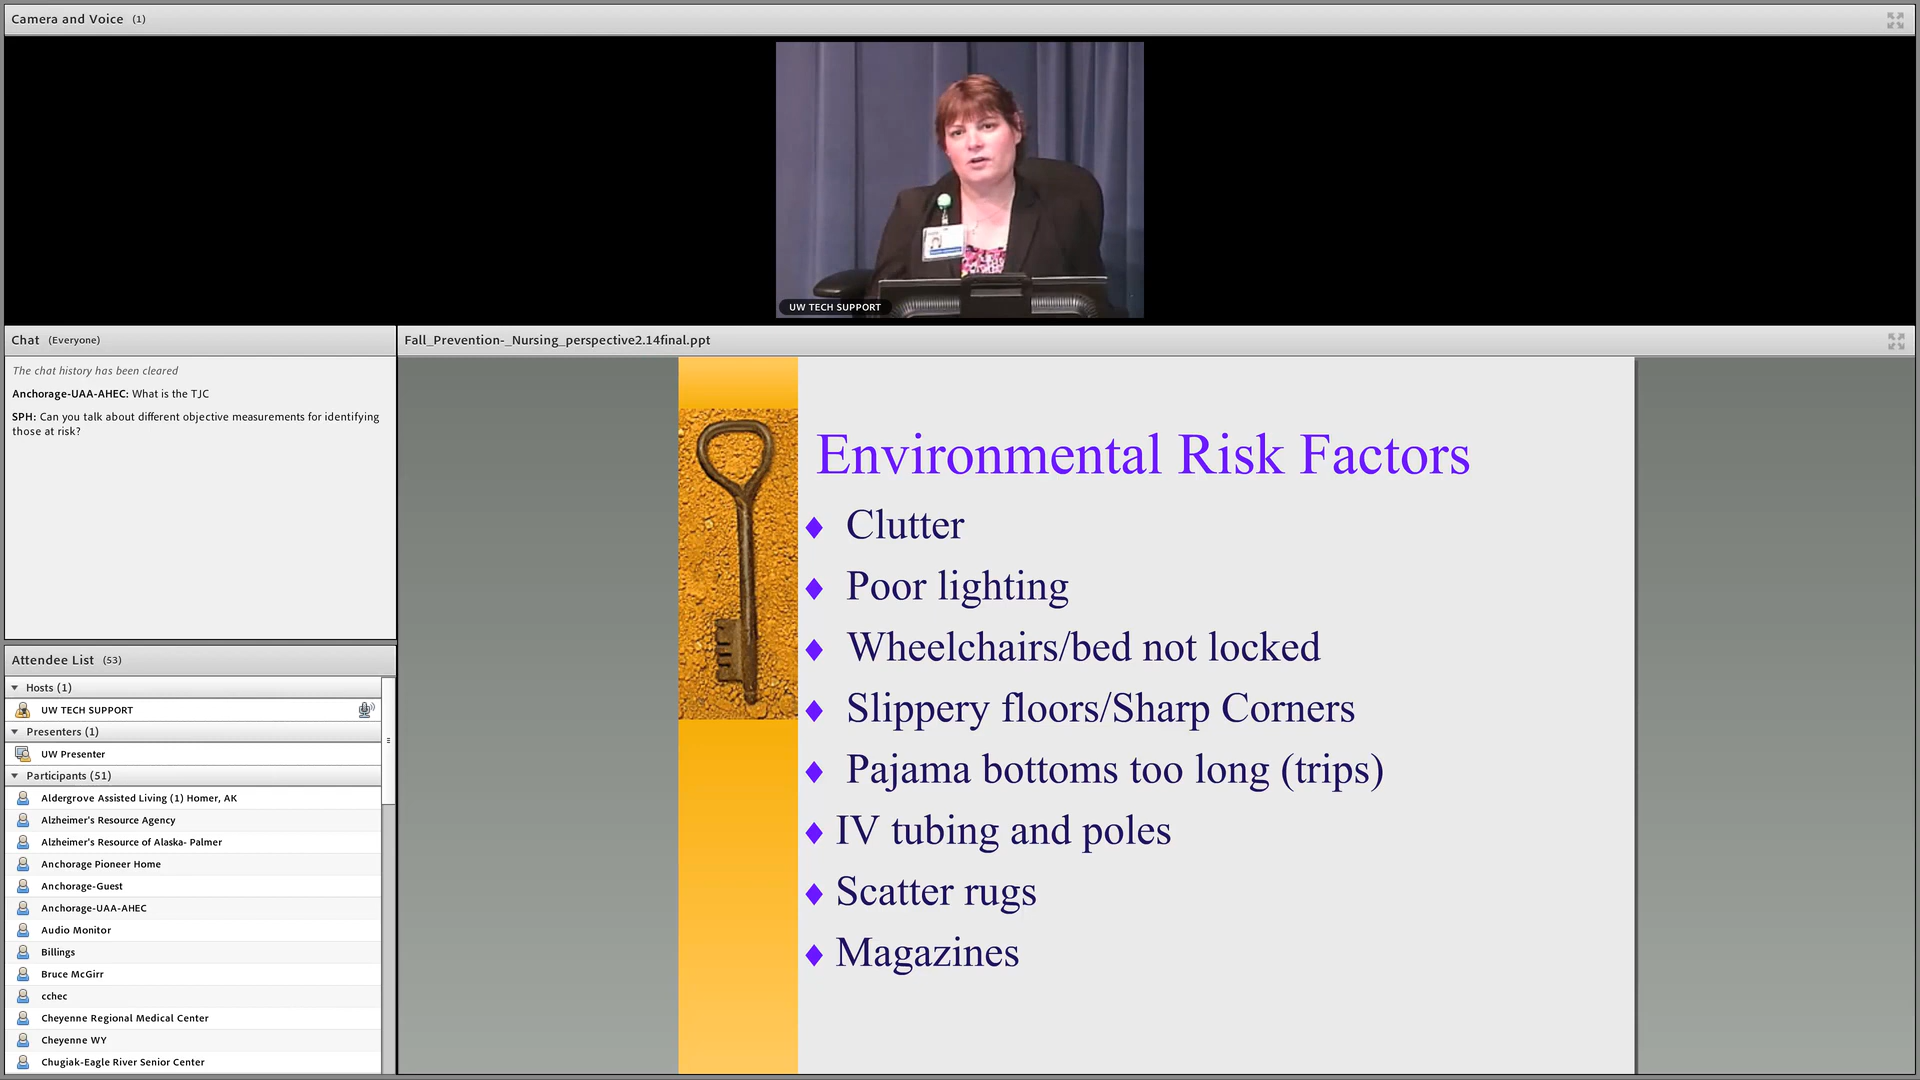 Camera and Voice (1)
UW TECH SUPPORT
Chat (Everyone)
The chat history has been cleared
Anchorage-UAA-AHEC: What is the TJC
SPH: Can you talk about different objective measurements for identifying
those at risk?
Attendee List (53)
Hosts (1)
UW TECH SUPPORT
Presenters (1)
UW Presenter
Participants (51)
Aldergrove Assisted Living (1) Homer, AK
Alzheimer's Resource Agency
Alzheimer's Resource of Alaska- Palmer
Anchorage Pioneer Home
Anchorage-Guest
Anchorage-UAA-AHEC
Audio Monitor
Billings
Bruce McGirr
cchec
Cheyenne Regional Medical Center
Cheyenne WY
Chugiak-Eagle River Senior Center
Fall_Prevention-_Nursing_perspective2.14final.ppt
Environmental Risk Factors
♦ Clutter
♦ Poor lighting
♦ Wheelchairs/bed not locked
♦ Slippery floors/Sharp Corners
♦ Pajama bottoms too long (trips)
♦ IV tubing and poles
♦ Scatter rugs
♦ Magazines